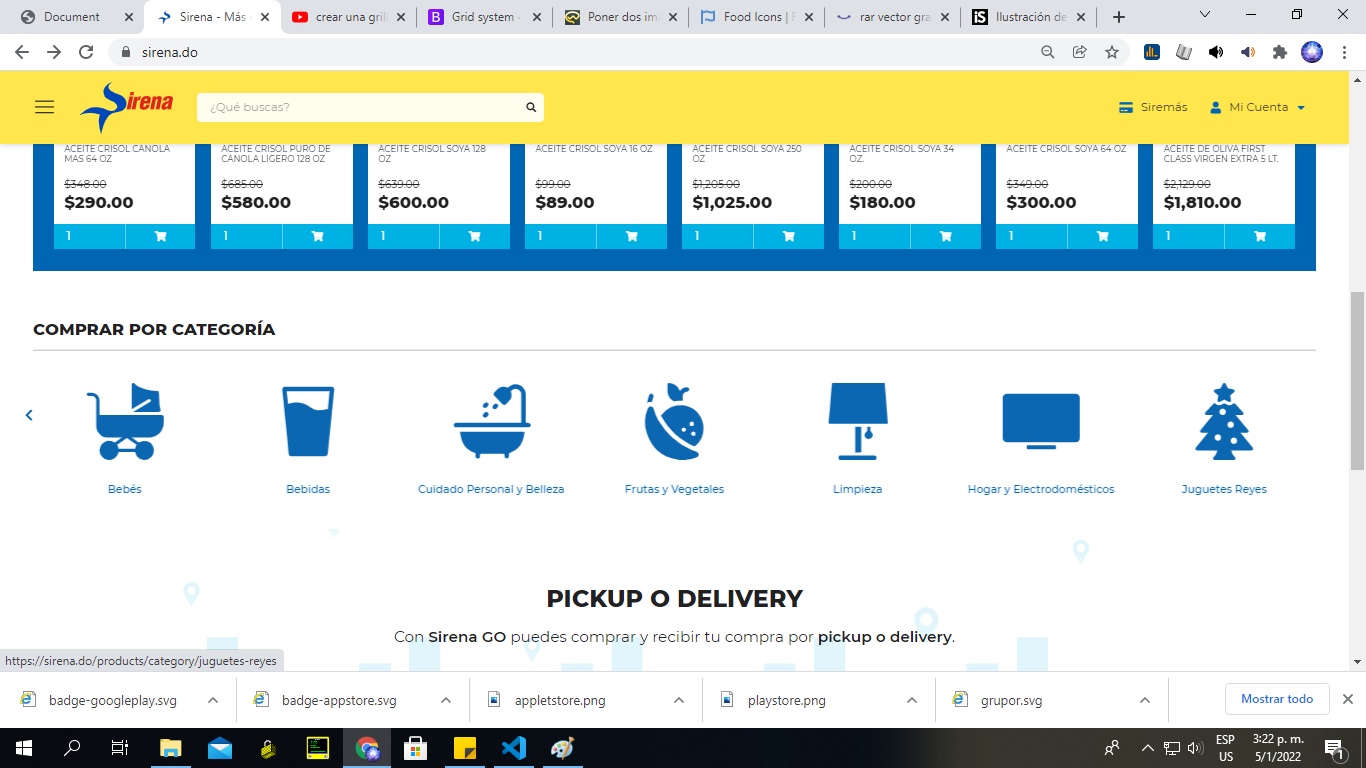 Document
Sirena - Más
crear una gril
Grid system
Poner dos im
Food Icons | F
rar vector gra
Ilustración de
sirena.do
Sirena
¿Qué buscas?
Siremás
Mi Cuenta
ACEITE CRISOL CANOLA
MAS 64 OZ
$348.00
$290.00
1
ACEITE CRISOL PURO DE
CANOLA LIGERO 128 OZ
$685.00
$580.00
1
ACEITE CRISOL SOYA 128
OZ
$639.00
$600.00
1
ACEITE CRISOL SOYA 16 OZ
$99.00
$89.00
1
ACEITE CRISOL SOYA 250
OZ
$1,205.00
$1,025.00
1
ACEITE CRISOL SOYA 34
OZ.
$200.00
$180.00
1
ACEITE CRISOL SOYA 64 OZ
$349.00
$300.00
1
ACEITE DE OLIVA FIRST
CLASS VIRGEN EXTRA 5 LT.
$2,129.00
$1,810.00
1
COMPRAR POR CATEGORÍA
Bebés
Bebidas
Cuidado Personal y Belleza
Frutas y Vegetales
Limpieza
Hogar y Electrodomésticos
Juguetes Reyes
PICKUP O DELIVERY
Con Sirena GO puedes comprar y recibir tu compra por pickup o delivery.
https://sirena.do/products/category/juguetes-reyes
badge-googleplay.svg
badge-appstore.svg
appletstore.png
playstore.png
grupor.svg
Mostrar todo
ESP
US
3:22 p. m.
5/1/2022
1